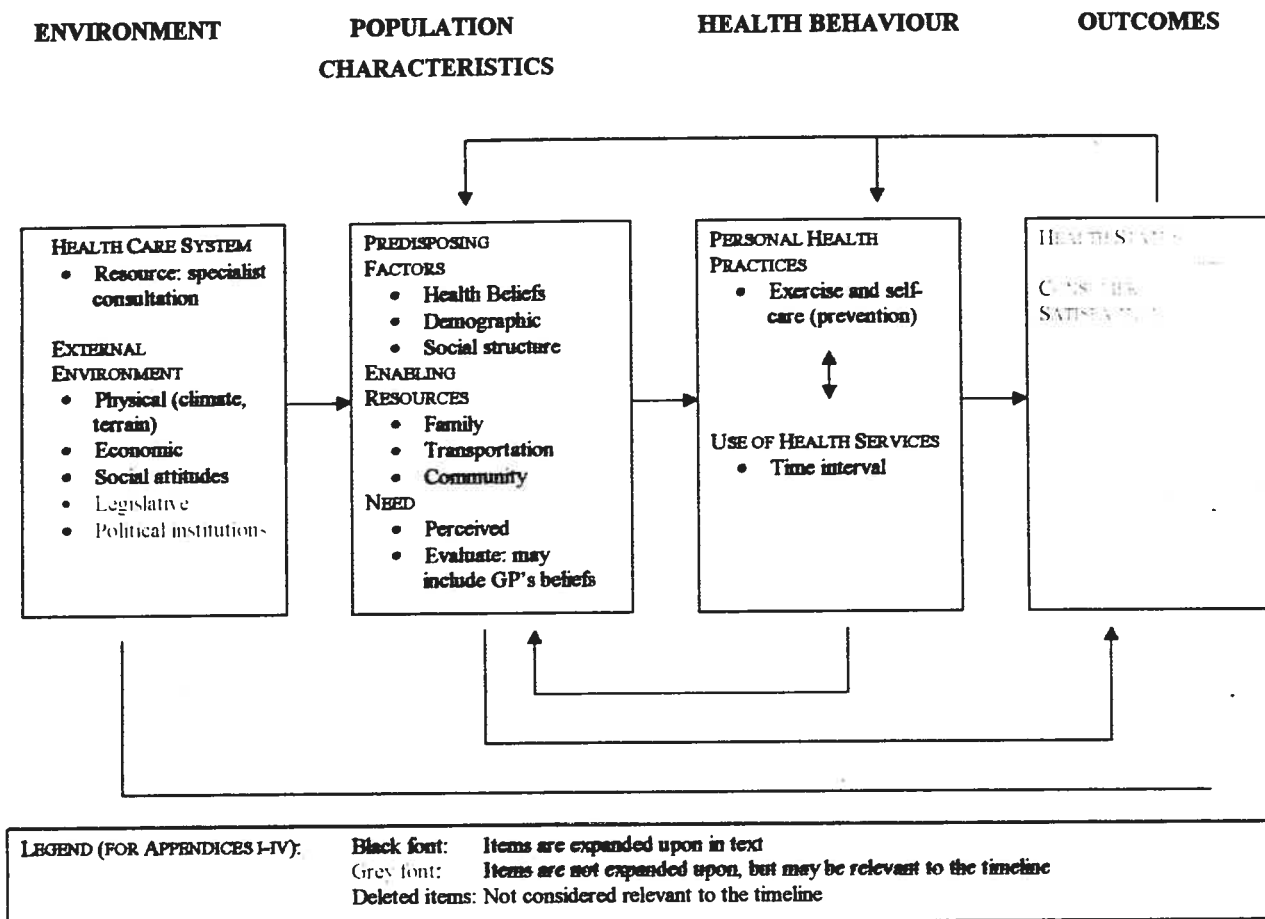 ENVIRONMENT
POPULATION
CHARACTERISTICS
HEALTH BEHAVIOUR
OUTCOMES
HEALTH CARE SYSTEM
• Resource: specialist
consultation
EXTERNAL
ENVIRONMENT
• Physical (climate,
terrain)
• Economic
• Social attitudes
• Legislative
• Political institutions
PREDISPOSING
FACTORS
• Health Beliefs
• Demographic
• Social structure
ENABLING
RESOURCES
• Family
• Transportation
• Community
NEED
• Perceived
• Evaluate: may
include GP's beliefs
PERSONAL HEALTH
PRACTICES
• Exercise and self-
care (prevention)
USE OF HEALTH SERVICES
• Time interval
HEALTH
LEGEND (FOR APPENDICES I-IV):
Black font: Items are expanded upon in text
Grey font: Items are not expanded upon, but may be relevant to the timeline
Deleted items: Not considered relevant to the timeline